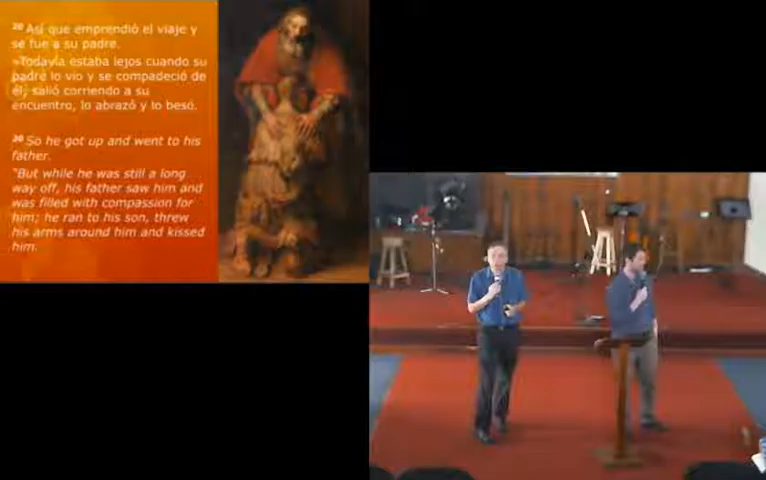 20 Así que emprendió el viaje y
se fue a su padre.
»Todavía estaba lejos cuando su
padre lo vio y se compadeció de
él; salió corriendo a su
encuentro, lo abrazó y lo besó.
20 So he got up and went to his
father.
"But while he was still a long
way off, his father saw him and
was filled with compassion for
him; he ran to his son, threw
his arms around him and kissed
him.